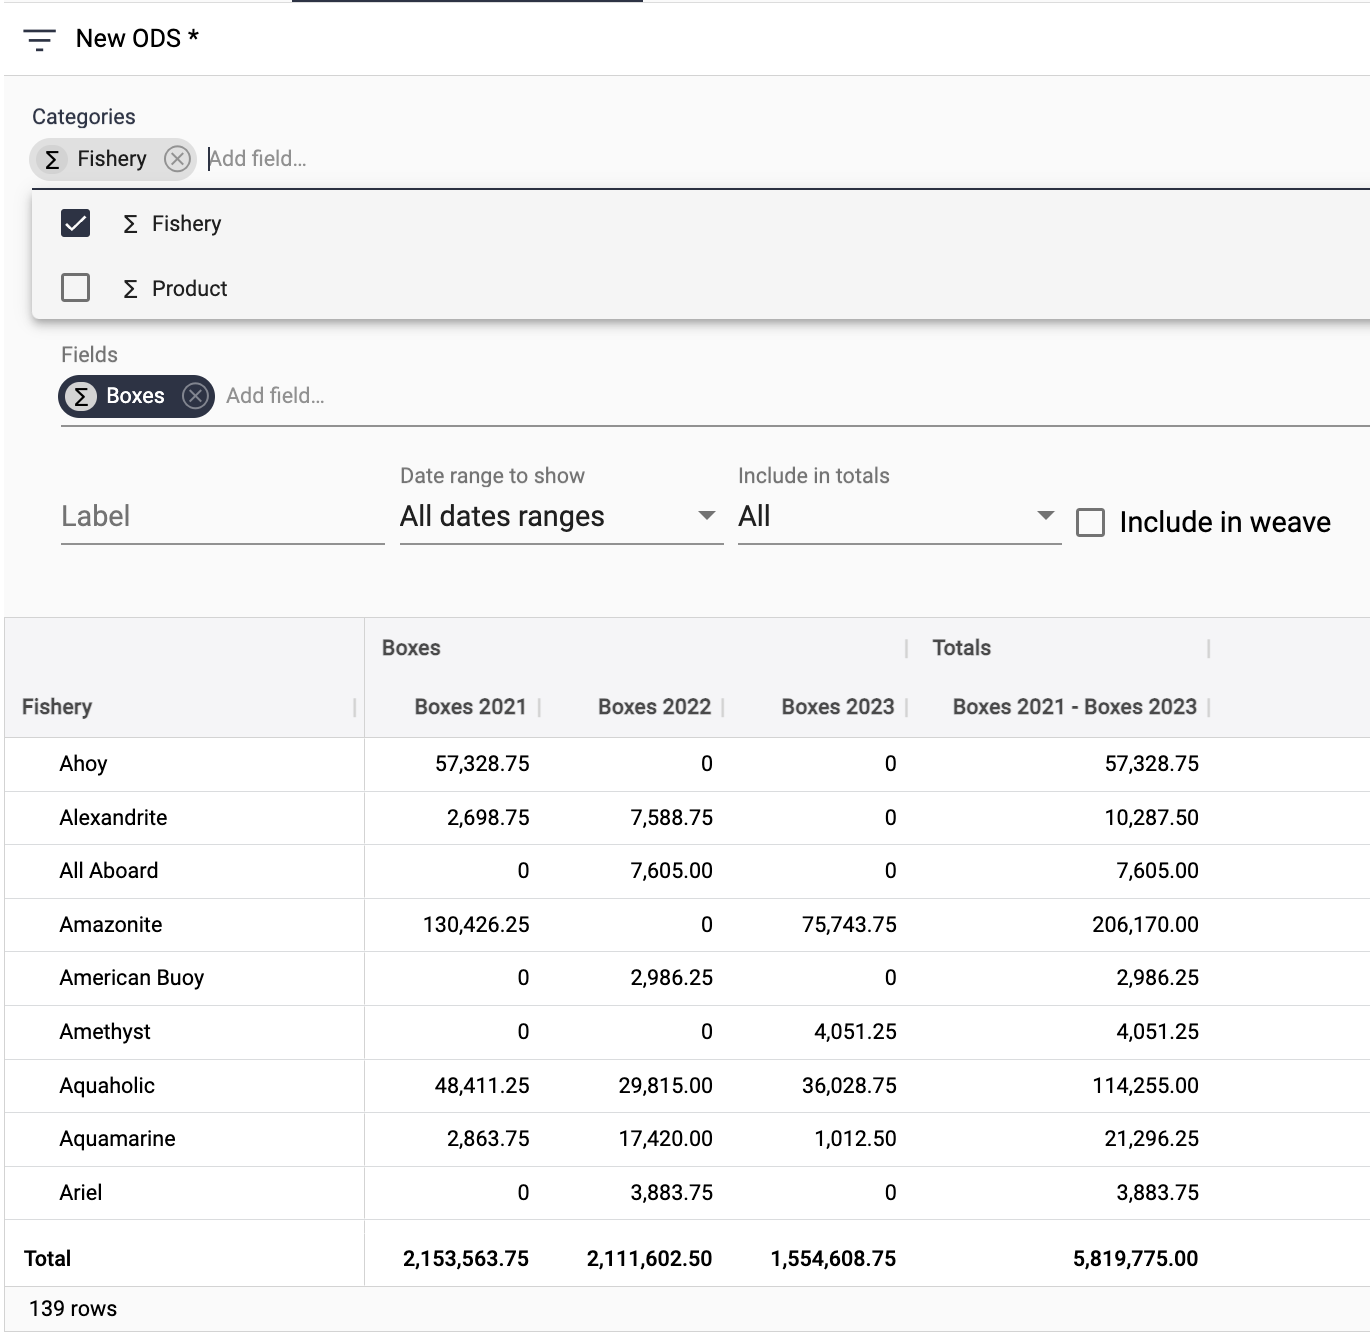 New ODS *
Categories
Σ Fishery Add field...
Σ Fishery
Σ Product
Fields
Σ Boxes Add field...
Date range to show Include in totals
Label All dates ranges All Include in weave
Boxes Totals
Fishery Boxes 2021 Boxes 2022 Boxes 2023 Boxes 2021 - Boxes 2023
Ahoy 57,328.75 0 0 57,328.75
Alexandrite 2,698.75 7,588.75 0 10,287.50
All Aboard 0 7,605.00 0 7,605.00
Amazonite 130,426.25 0 75,743.75 206,170.00
American Buoy 0 2,986.25 0 2,986.25
Amethyst 0 0 4,051.25 4,051.25
Aquaholic 48,411.25 29,815.00 36,028.75 114,255.00
Aquamarine 2,863.75 17,420.00 1,012.50 21,296.25
Ariel 0 3,883.75 0 3,883.75
Total 2,153,563.75 2,111,602.50 1,554,608.75 5,819,775.00
139 rows